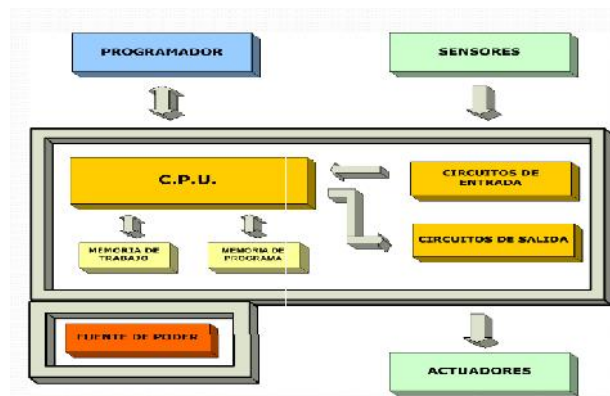 PROGRAMADOR
SENSORES
C.P.U.
CIRCUITOS DE
ENTRADA
MEMORIA DE
TRABAJO
MEMORIA DE
PROGRAMA
CIRCUITOS DE SALIDA
FUENTE DE PODER
ACTUADORES